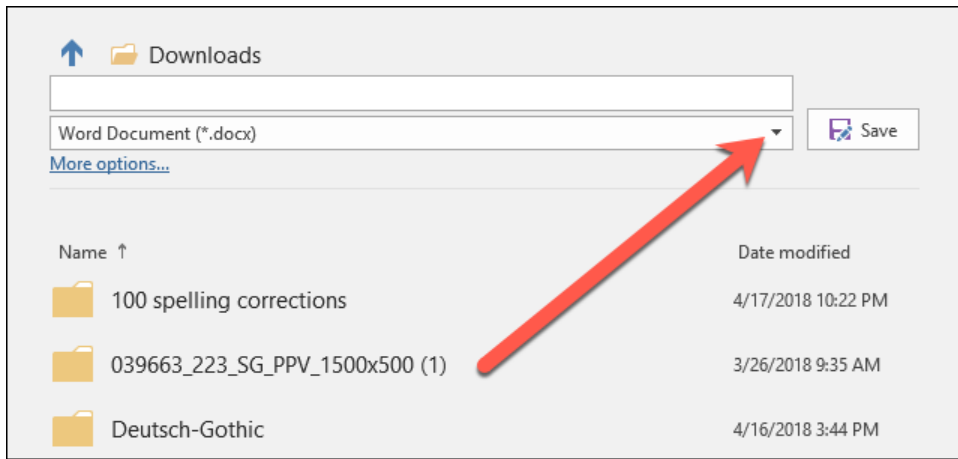 Downloads
Word Document (*.docx)
Save
More options...
Name ↑ Date modified
100 spelling corrections 4/17/2018 10:22 PM
039663_223_SG_PPV_1500x500 (1) 3/26/2018 9:35 AM
Deutsch-Gothic 4/16/2018 3:44 PM